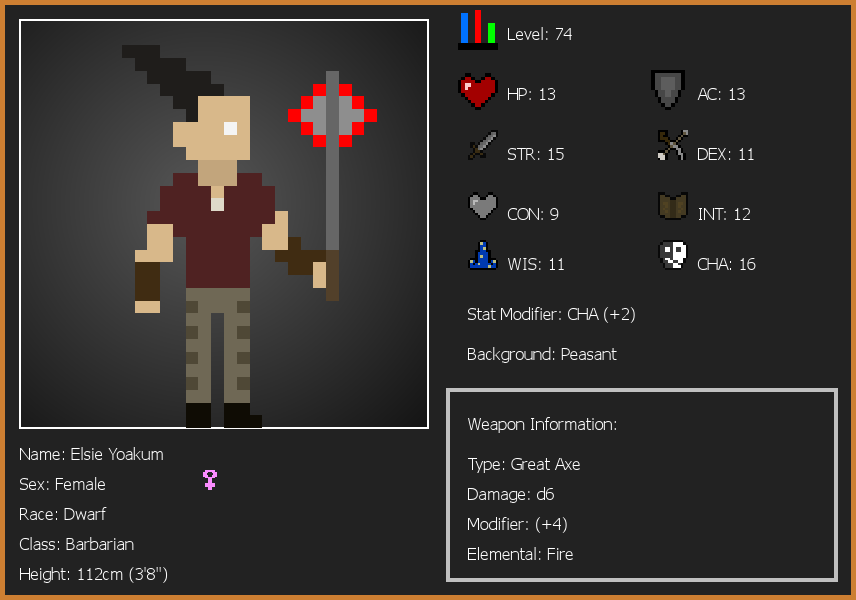 Level: 74
HP: 13
AC: 13
STR: 15
DEX: 11
CON: 9
INT: 12
WIS: 11
CHA: 16
Stat Modifier: CHA (+2)
Background: Peasant
Weapon Information:
Type: Great Axe
Damage: d6
Modifier: (+4)
Elemental: Fire
Name: Elsie Yoakum
Sex: Female
Race: Dwarf
Class: Barbarian
Height: 112cm (3'8")